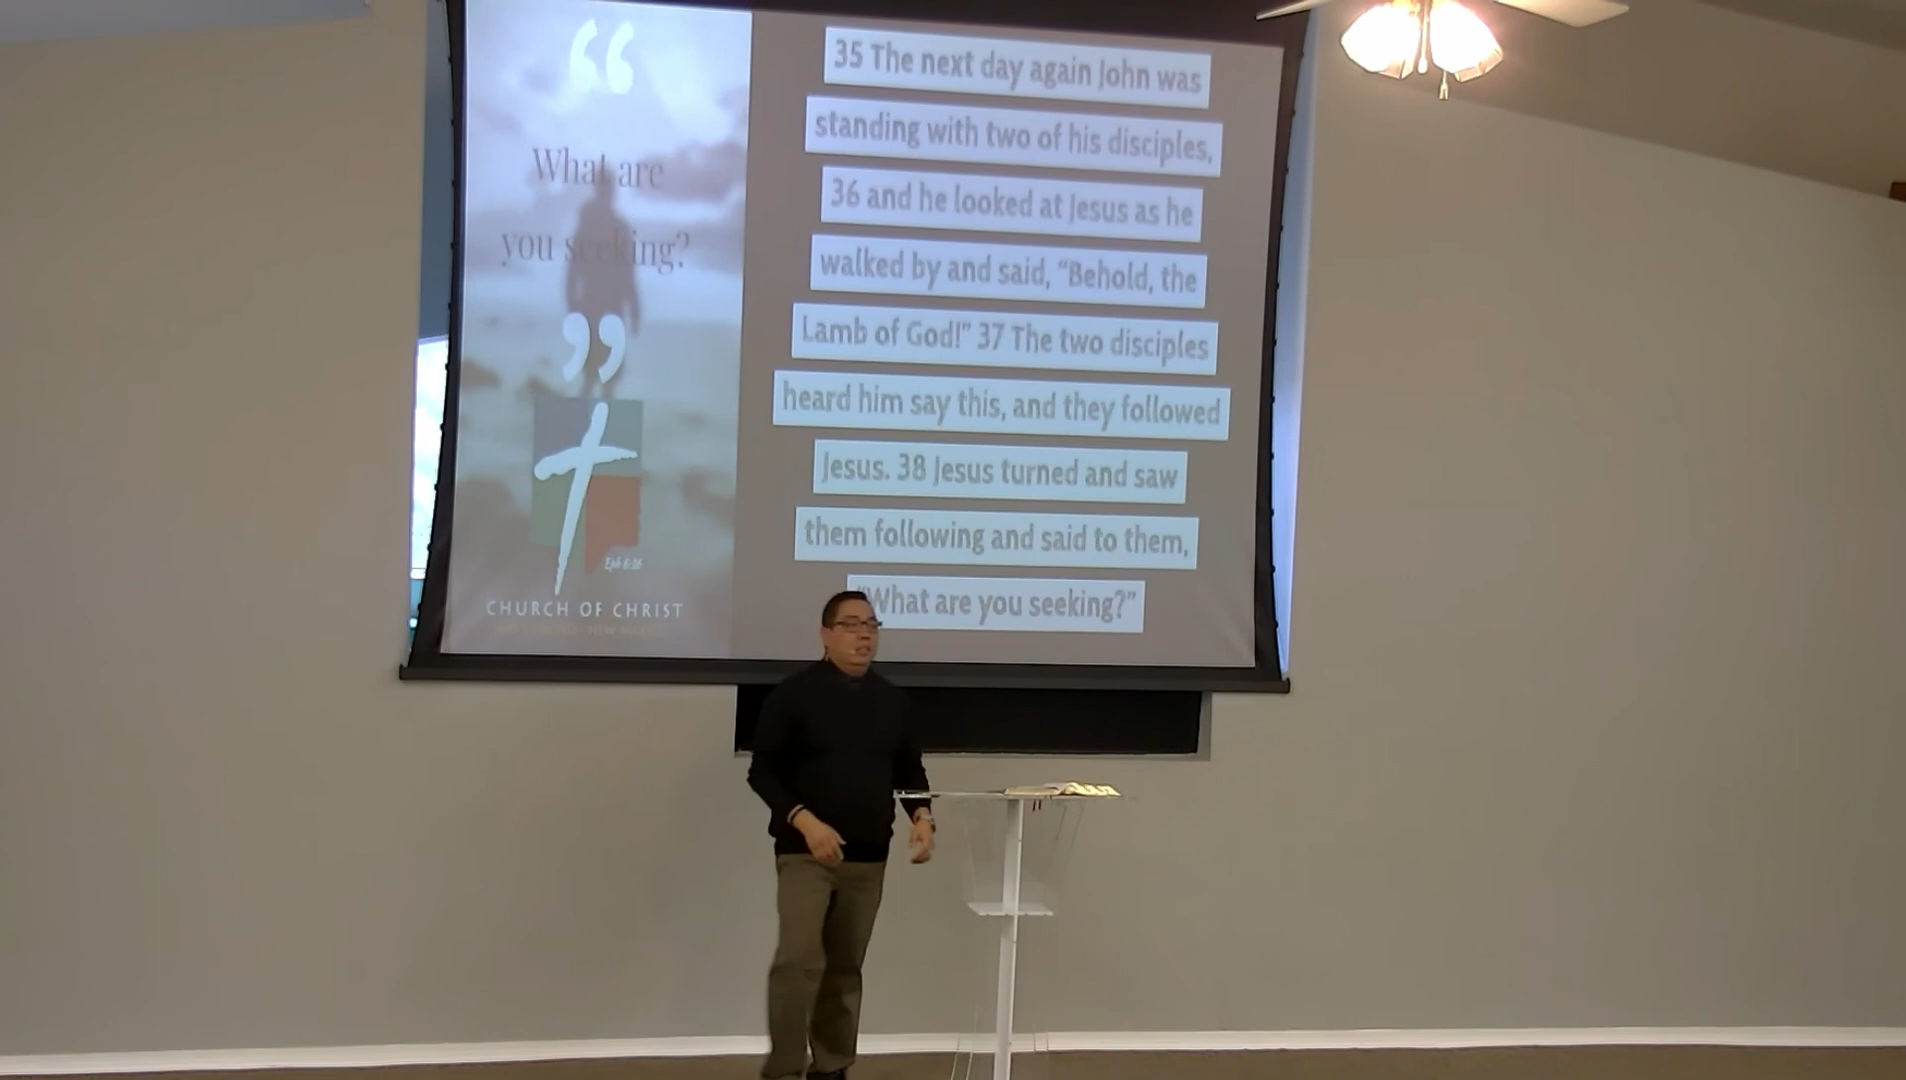 “
What are
you seeking?
”
Eph 6:16
CHURCH OF CHRIST
35 The next day again John was
standing with two of his disciples,
36 and he looked at Jesus as he
walked by and said, “Behold, the
Lamb of God!” 37 The two disciples
heard him say this, and they followed
Jesus. 38 Jesus turned and saw
them following and said to them,
“What are you seeking?”